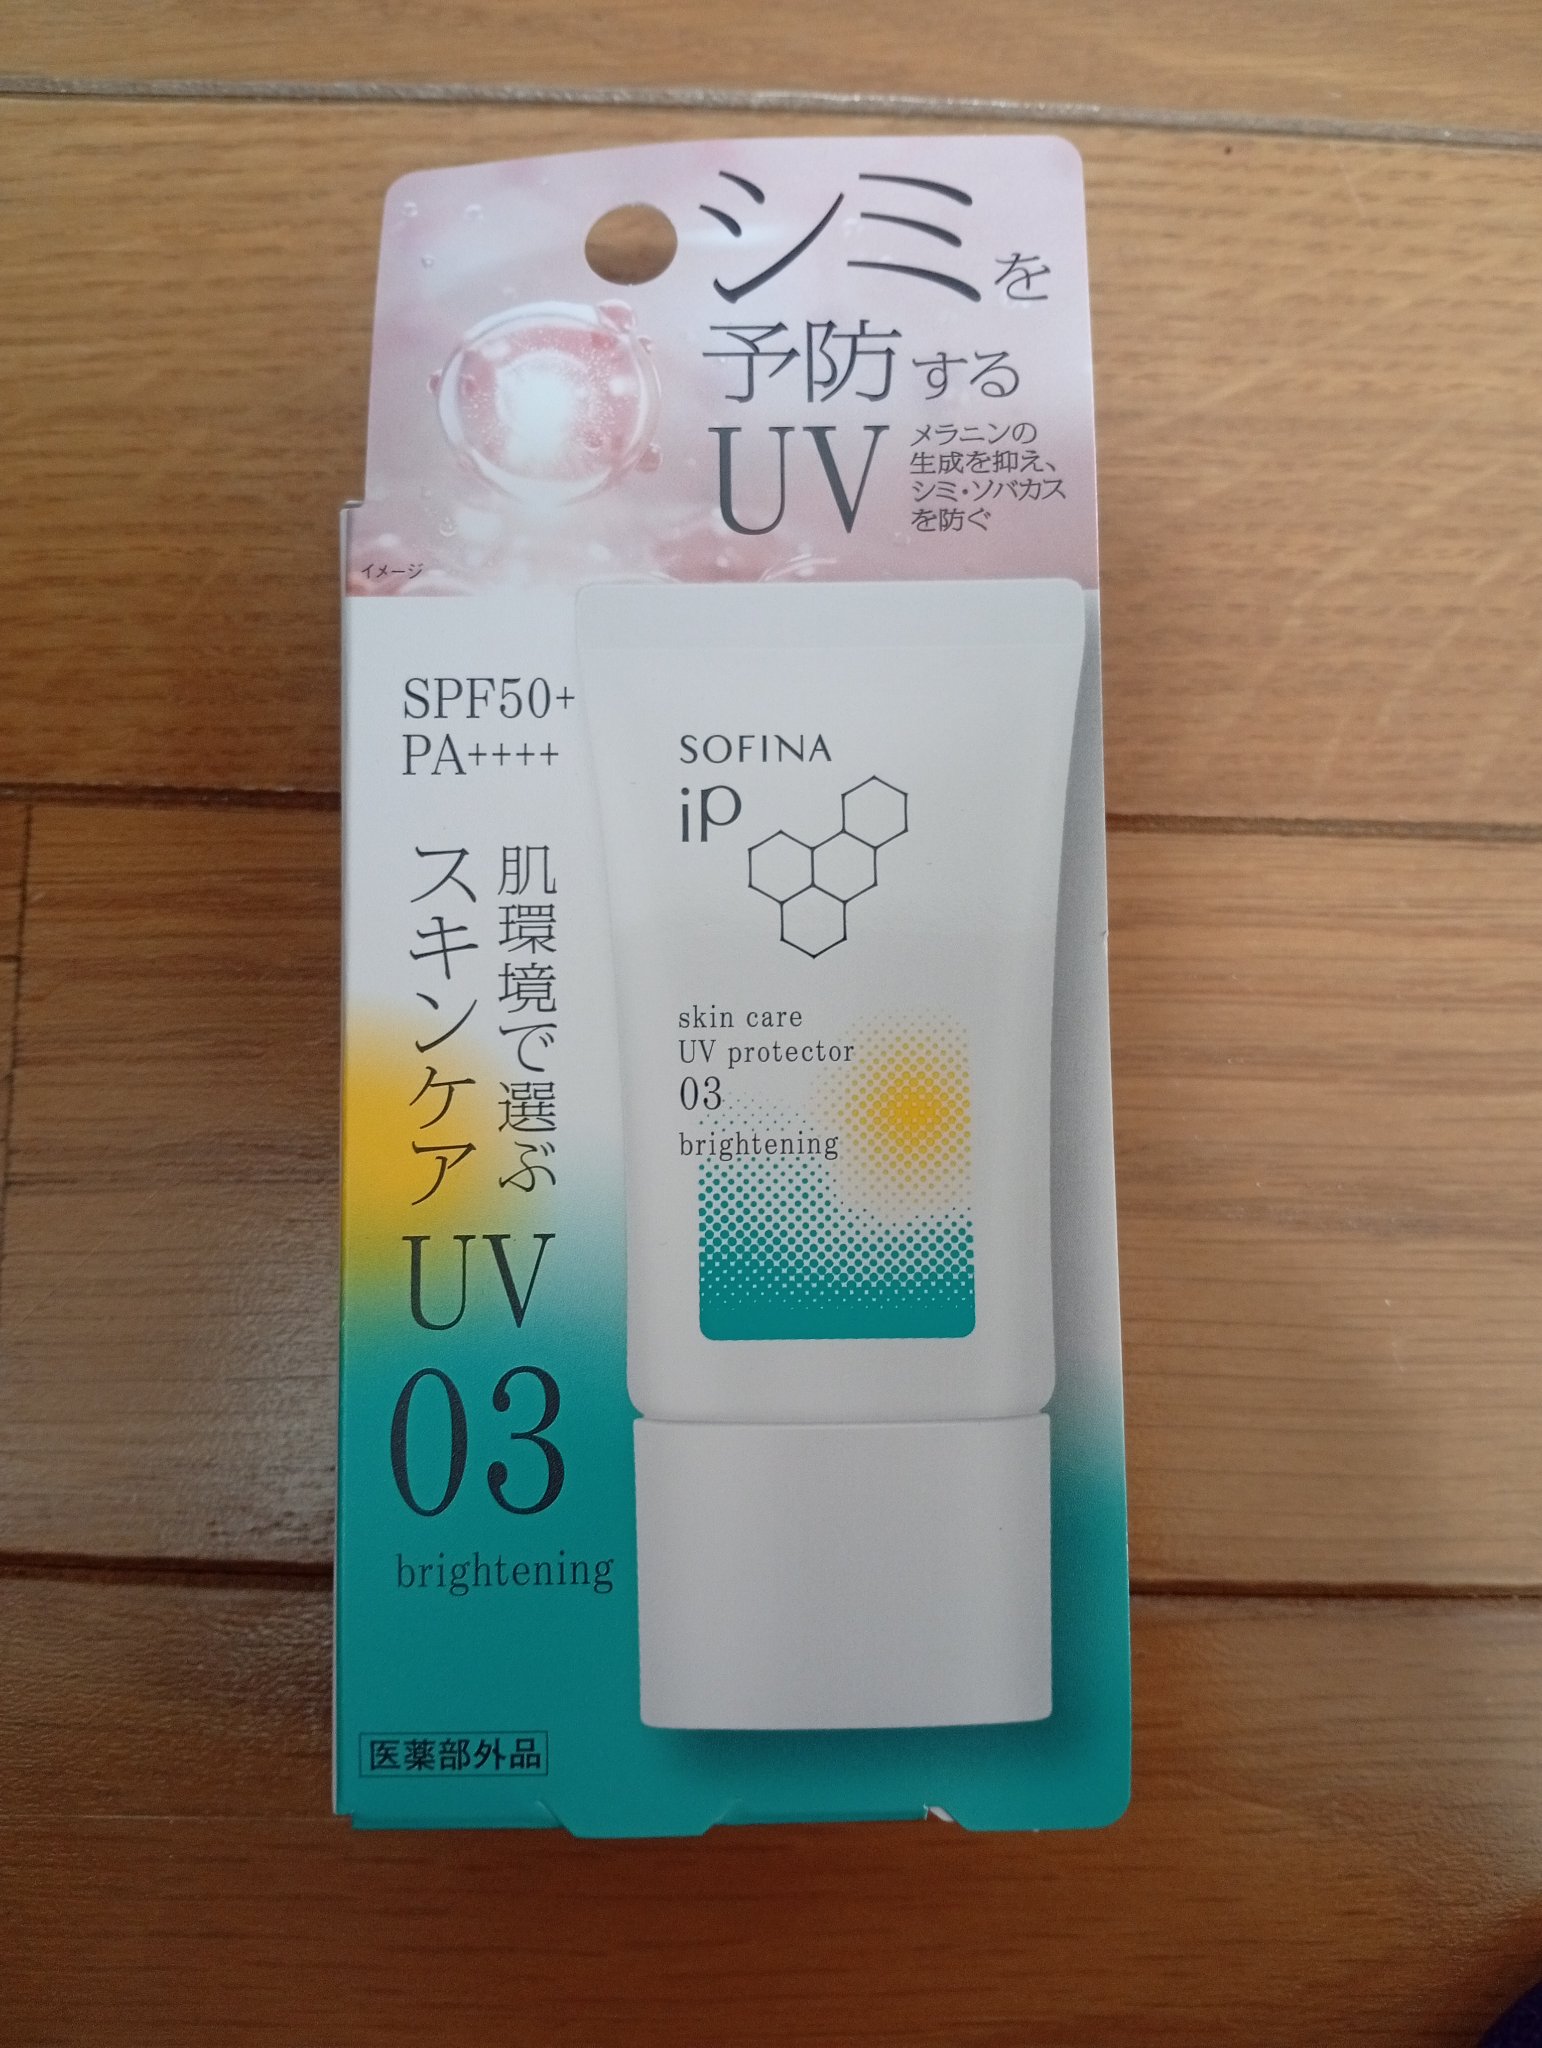 シミを
予防する
UV
メラニンの
生成を抑え、
シミ・ソバカス
を防ぐ
イメージ
SPF50+
PA++++
肌環境で選ぶ
スキンケア
UV
03
brightening
医薬部外品
SOFINA
iP
skin care
UV protector
03
brightening